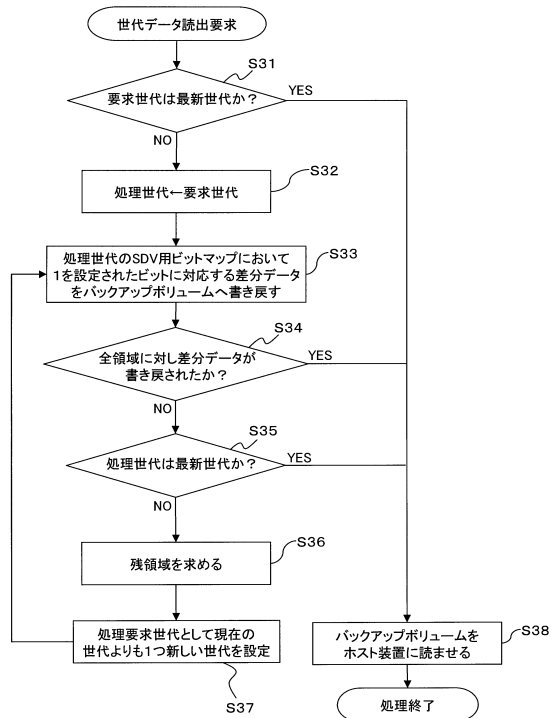 世代データ読出要求
S31
要求世代は最新世代か？
YES
NO
S32
処理世代←要求世代
S33
処理世代のSDV用ビットマップにおいて
1を設定されたビットに対応する差分データ
をバックアップボリュームへ書き戻す
S34
全領域に対し差分データが
書き戻されたか？
YES
NO
S35
処理世代は最新世代か？
YES
NO
S36
残領域を求める
処理要求世代として現在の
世代よりも1つ新しい世代を設定
S37
バックアップボリュームを
ホスト装置に読ませる
S38
処理終了